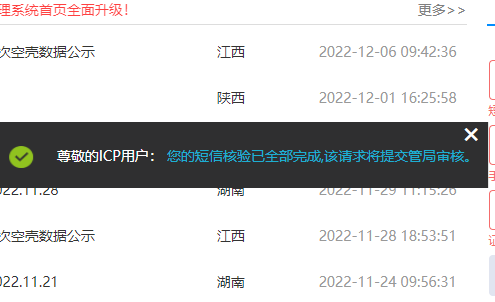 理系统首页全面升级！ 更多>>
次空壳数据公示 江西 2022-12-06 09:42:36
陕西 2022-12-01 16:25:58
尊敬的ICP用户： 您的短信核验已全部完成,该请求将提交管局审核。
022.11.28 湖南 2022-11-29 11:15:26
次空壳数据公示 江西 2022-11-28 18:53:51
022.11.21 湖南 2022-11-24 09:56:31